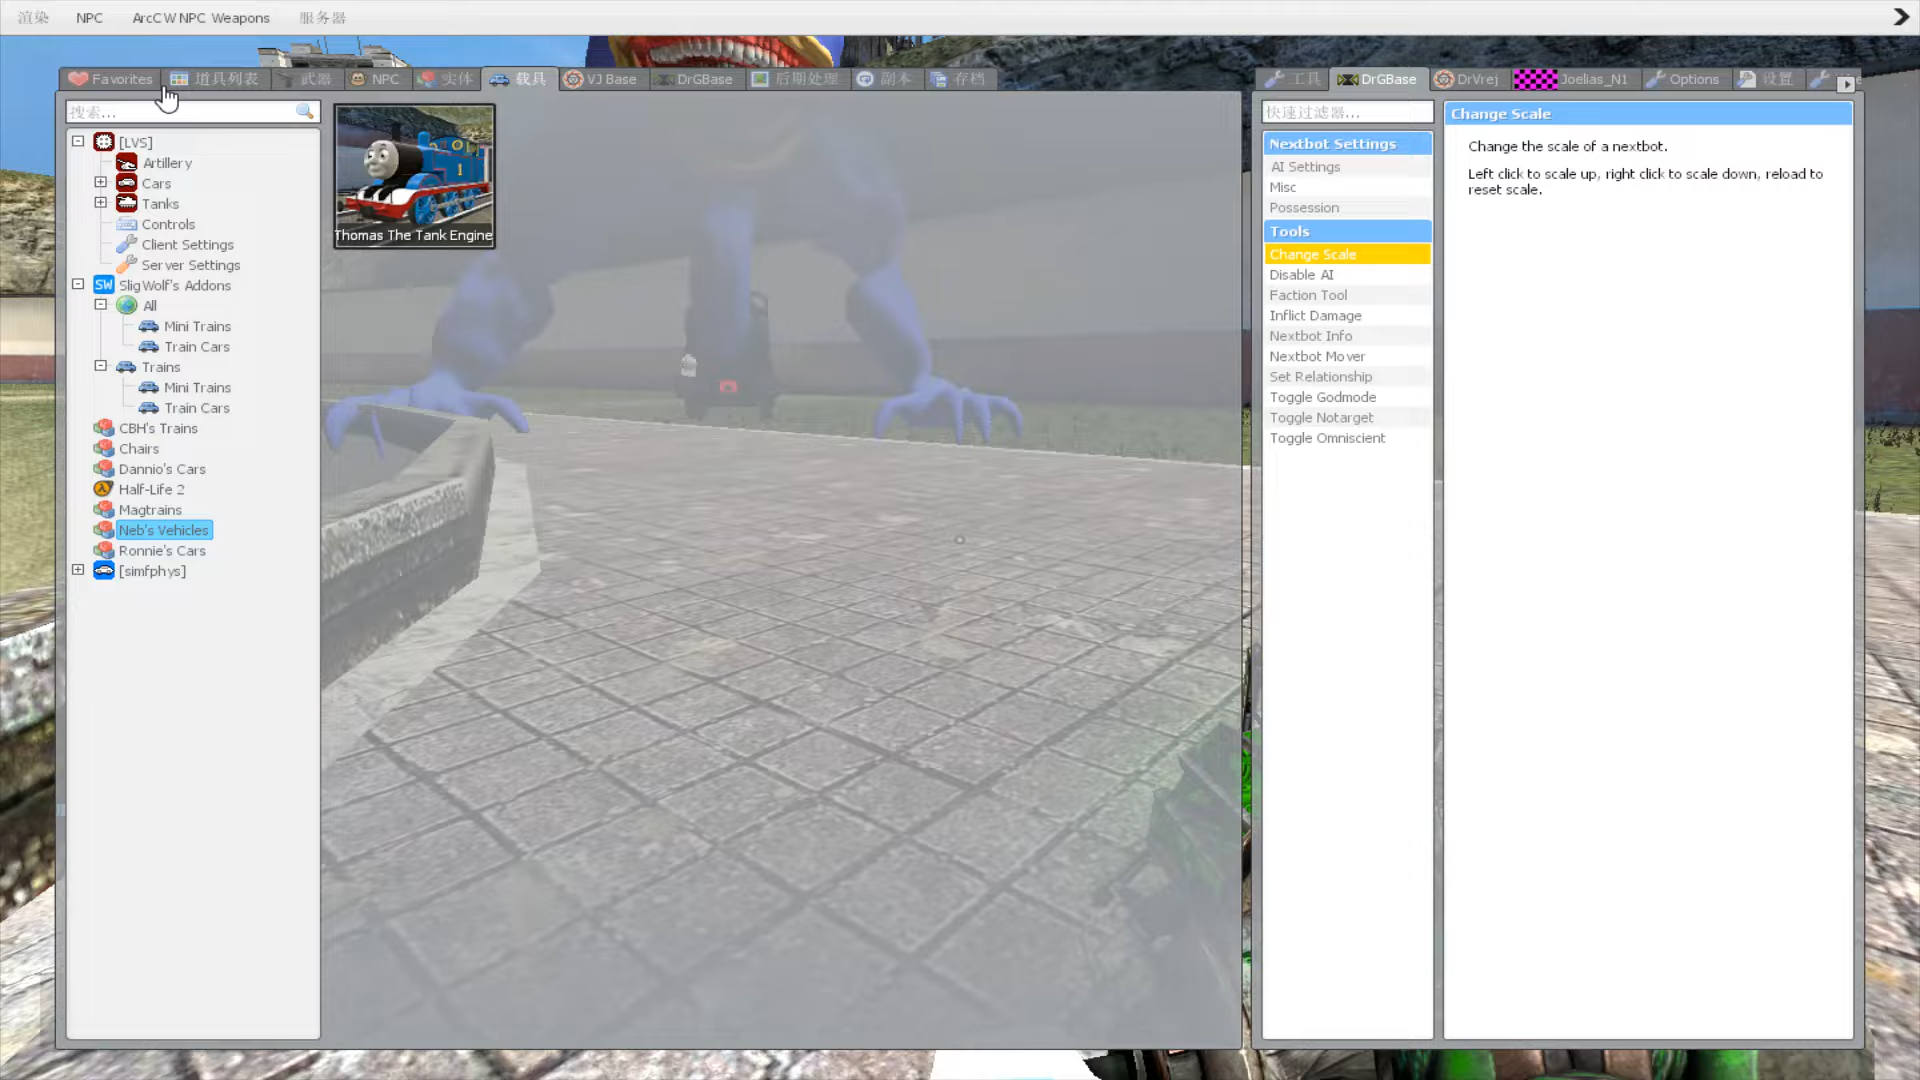 渲染 NPC ArcCW NPC Weapons 服务器
Favorites 道具列表 武器 NPC 实体 载具 VJ Base DrGBase 后期处理 副本 存档
搜索...
[LVS]
Artillery
Cars
Tanks
Controls
Client Settings
Server Settings
SW SligWolf's Addons
All
Mini Trains
Train Cars
Trains
Mini Trains
Train Cars
CBH's Trains
Chairs
Dannio's Cars
Half-Life 2
Magtrains
Neb's Vehicles
Ronnie's Cars
[simfphys]
1
Thomas The Tank Engine
工具 DrGBase DrVrej Joelias_N1 Options 设置
快速过滤器...
Nextbot Settings
AI Settings
Misc
Possession
Tools
Change Scale
Disable AI
Faction Tool
Inflict Damage
Nextbot Info
Nextbot Mover
Set Relationship
Toggle Godmode
Toggle Notarget
Toggle Omniscient
Change Scale
Change the scale of a nextbot.
Left click to scale up, right click to scale down, reload to
reset scale.